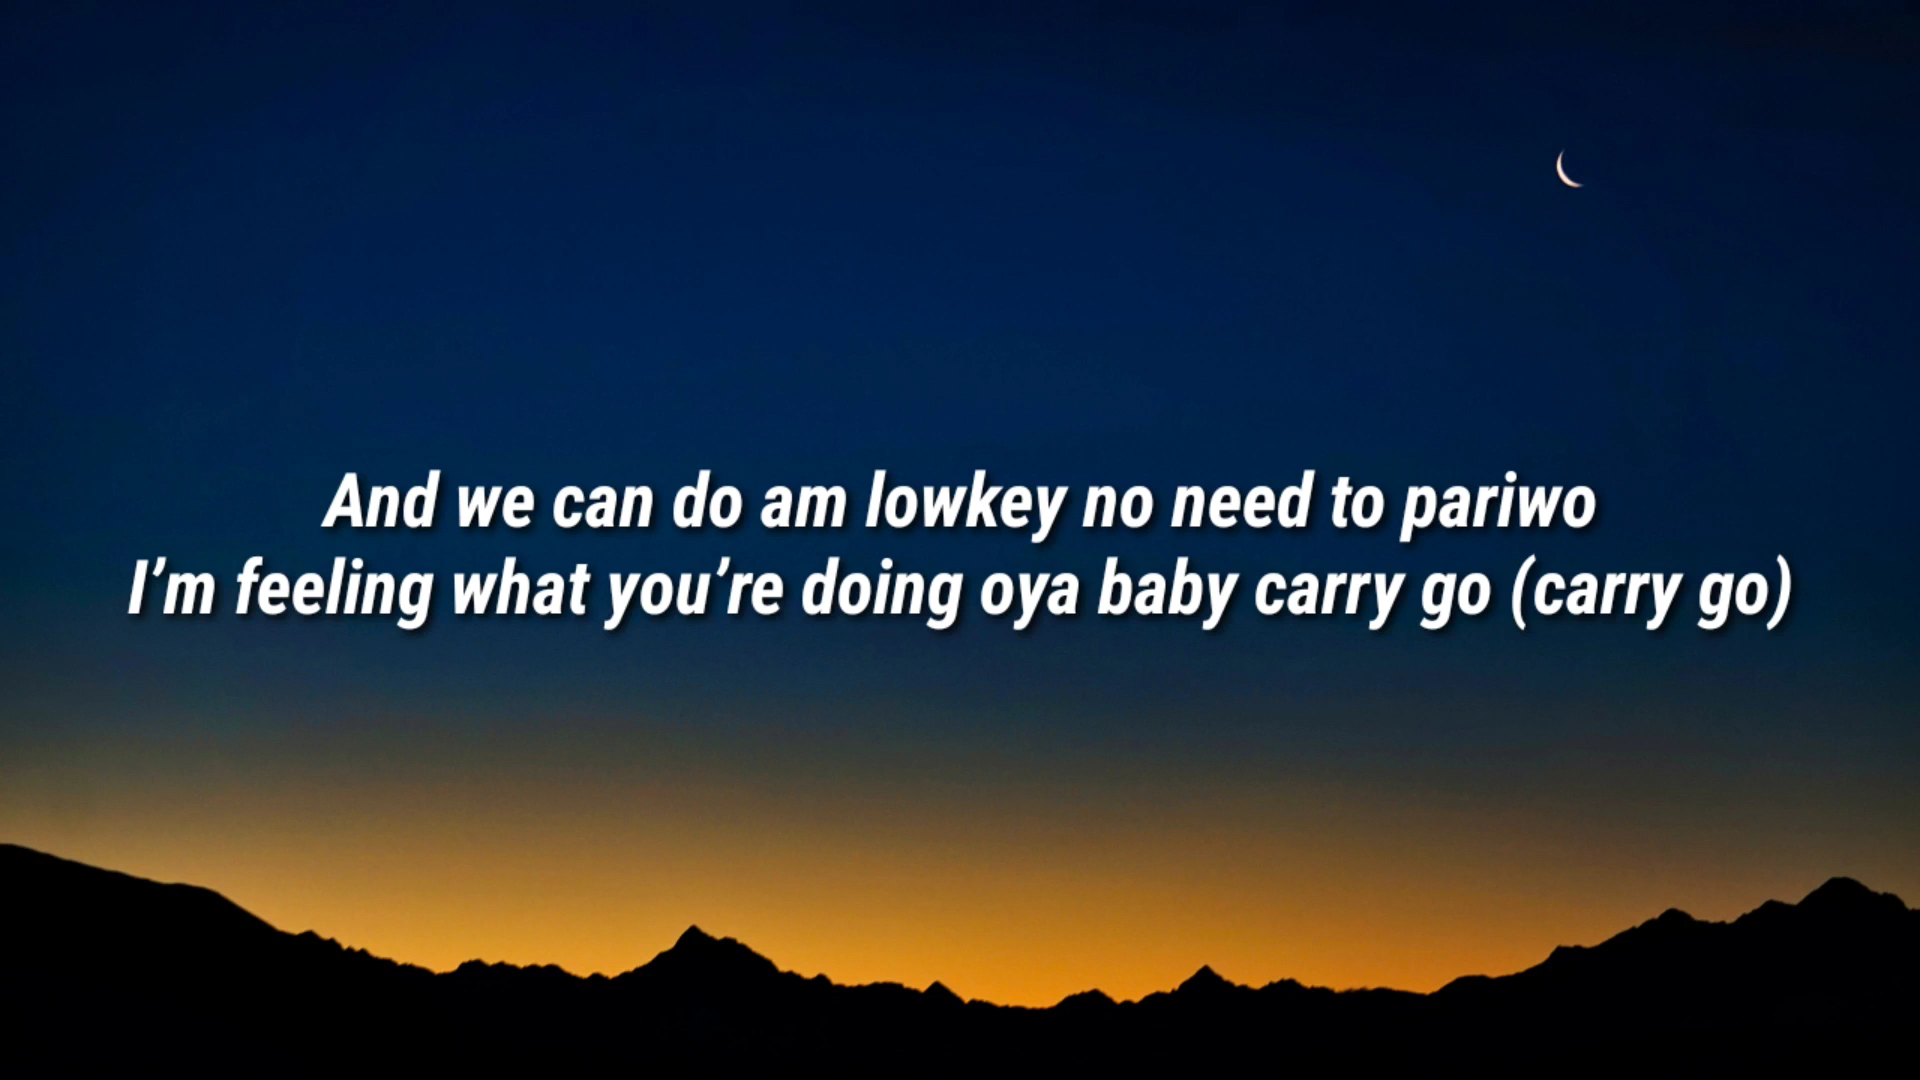 And we can do am lowkey no need to pariwo
I’m feeling what you’re doing oya baby carry go (carry go)